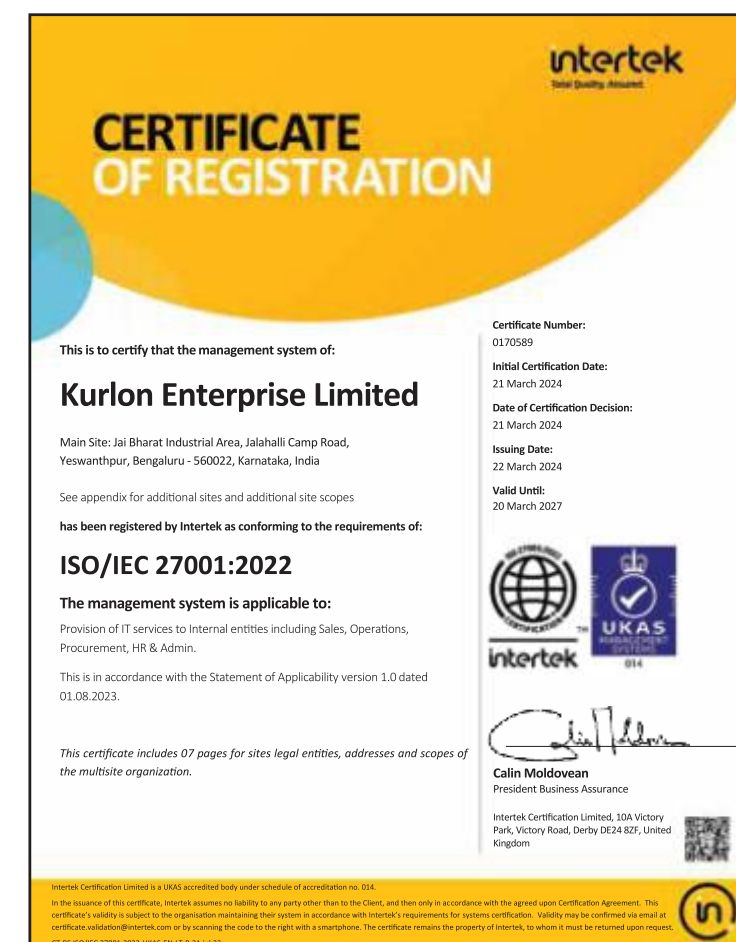 intertek
Total Quality. Assured.
CERTIFICATE
OF REGISTRATION
This is to certify that the management system of:
Kurlon Enterprise Limited
Main Site: Jai Bharat Industrial Area, Jalahalli Camp Road,
Yeswanthpur, Bengaluru - 560022, Karnataka, India
See appendix for additional sites and additional site scopes
has been registered by Intertek as conforming to the requirements of:
ISO/IEC 27001:2022
The management system is applicable to:
Provision of IT services to Internal entities including Sales, Operations,
Procurement, HR & Admin.
This is in accordance with the Statement of Applicability version 1.0 dated
01.08.2023.
This certificate includes 07 pages for sites legal entities, addresses and scopes of
the multisite organization.
Certificate Number:
0170589
Initial Certification Date:
21 March 2024
Date of Certification Decision:
21 March 2024
Issuing Date:
22 March 2024
Valid Until:
20 March 2027
CERTIFICATION
TM
intertek
UKAS
MANAGEMENT
SYSTEMS
014
Calin Moldovean
President Business Assurance
Intertek Certification Limited, 10A Victory
Park, Victory Road, Derby DE24 8ZF, United
Kingdom
Intertek Certification Limited is a UKAS accredited body under schedule of accreditation no. 014.
In the issuance of this certificate, Intertek assumes no liability to any party other than to the Client, and then only in accordance with the agreed upon Certification Agreement. This
certificate's validity is subject to the organisation maintaining their system in accordance with Intertek's requirements for systems certification. Validity may be confirmed via email at
certificate.validation@intertek.com or by scanning the code to the right with a smartphone. The certificate remains the property of Intertek, to whom it must be returned upon request.
in